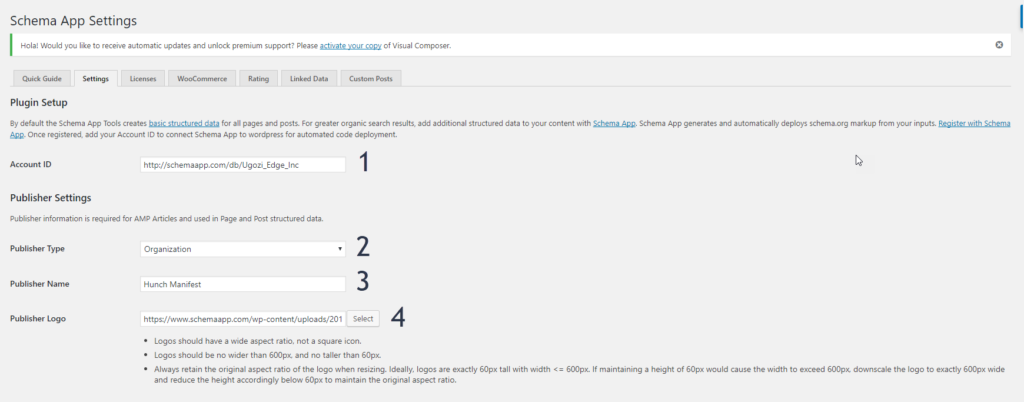 Schema App Settings
Hola! Would you like to receive automatic updates and unlock premium support? Please activate your copy of Visual Composer.
Quick Guide Settings Licenses WooCommerce Rating Linked Data Custom Posts
Plugin Setup
By default the Schema App Tools creates basic structured data for all pages and posts. For greater organic search results, add additional structured data to your content with Schema App. Schema App generates and automatically deploys schema.org markup from your inputs. Register with Schema
App. Once registered, add your Account ID to connect Schema App to wordpress for automated code deployment.
Account ID http://schemaapp.com/db/Ugozi_Edge_Inc 1
Publisher Settings
Publisher information is required for AMP Articles and used in Page and Post structured data.
Publisher Type Organization 2
Publisher Name Hunch Manifest 3
Publisher Logo https://www.schemaapp.com/wp-content/uploads/201 Select 4
• Logos should have a wide aspect ratio. not a square icon.
• Logos should be no wider than 600px, and no taller than 60px.
• Always retain the original aspect ratio of the logo when resizing. Ideally, logos are exactly 60px tall with width <= 600px. If maintaining a height of 60px would cause the width to exceed 600px, downscale the logo to exactly 600px wide
and reduce the height accordingly below 60px to maintain the original aspect ratio.